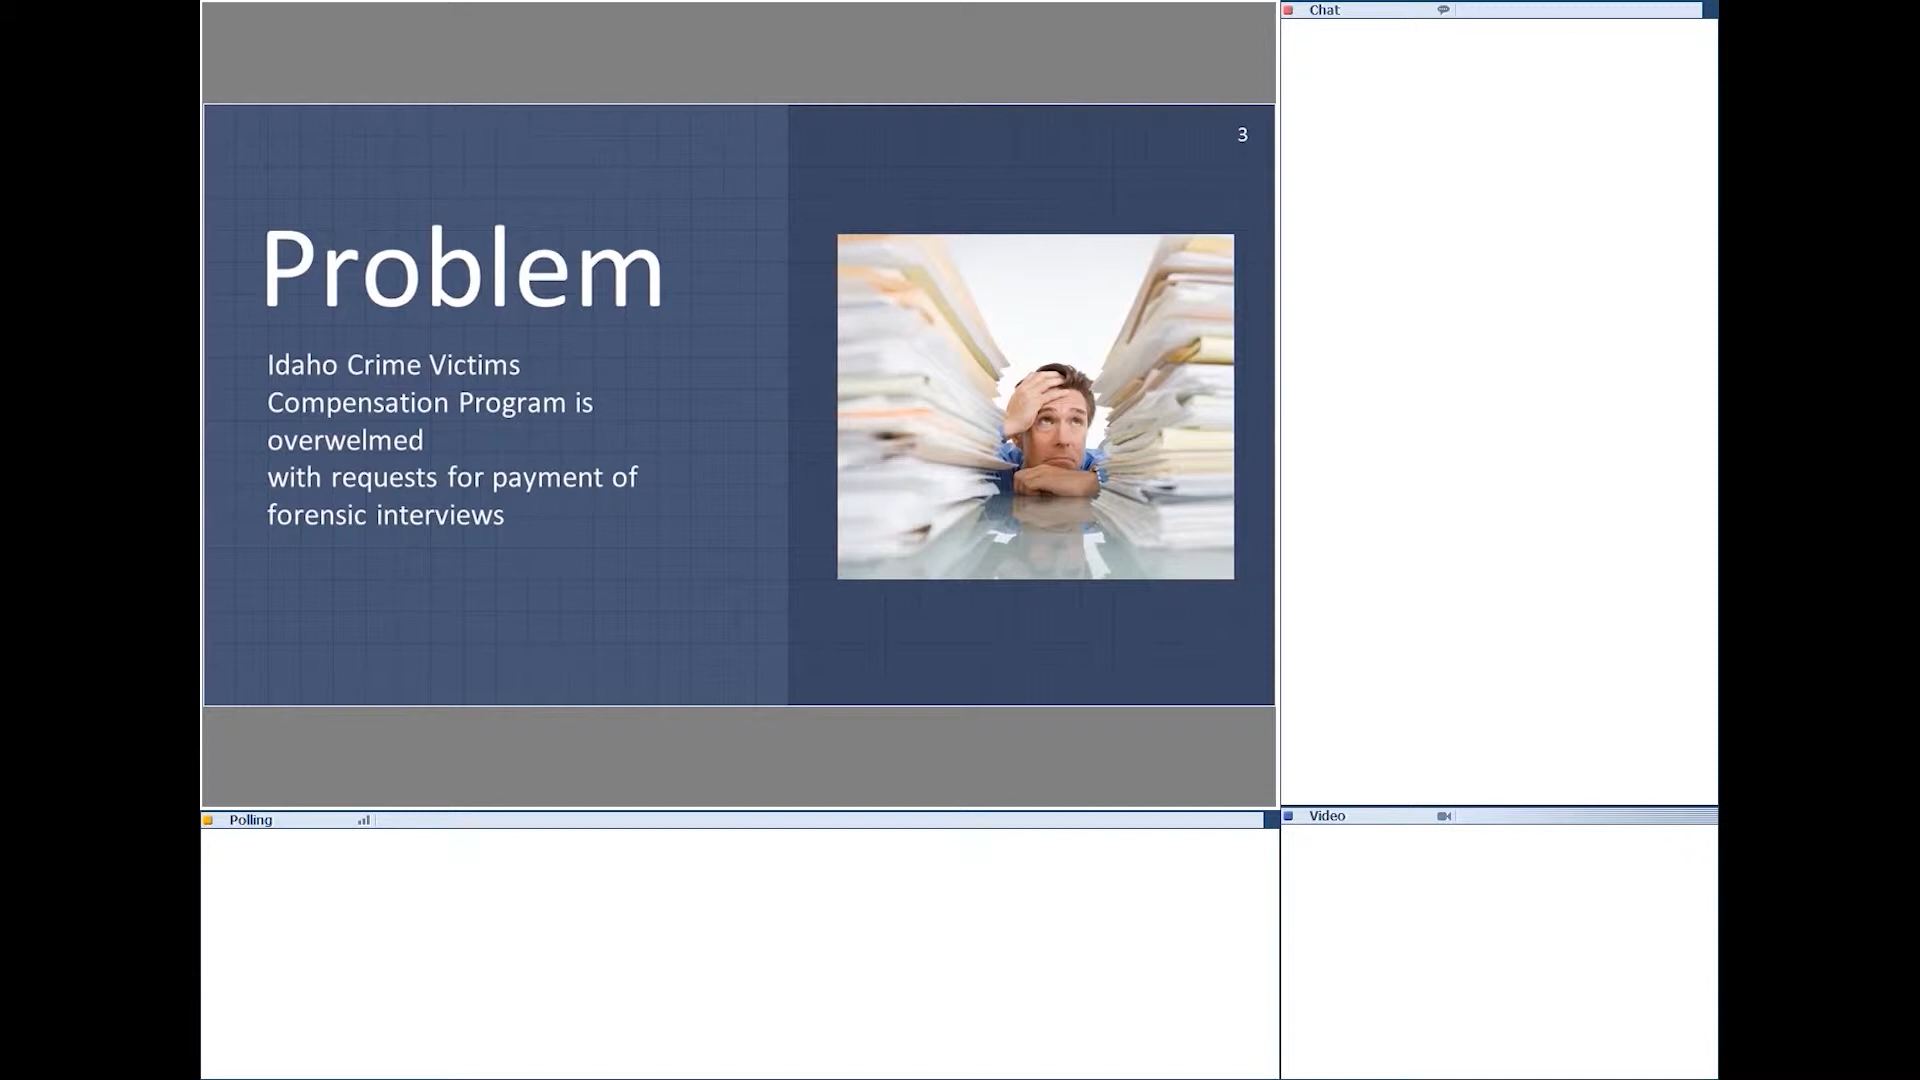 Chat
3
Problem
Idaho Crime Victims
Compensation Program is
overwelmed
with requests for payment of
forensic interviews
Polling
Video